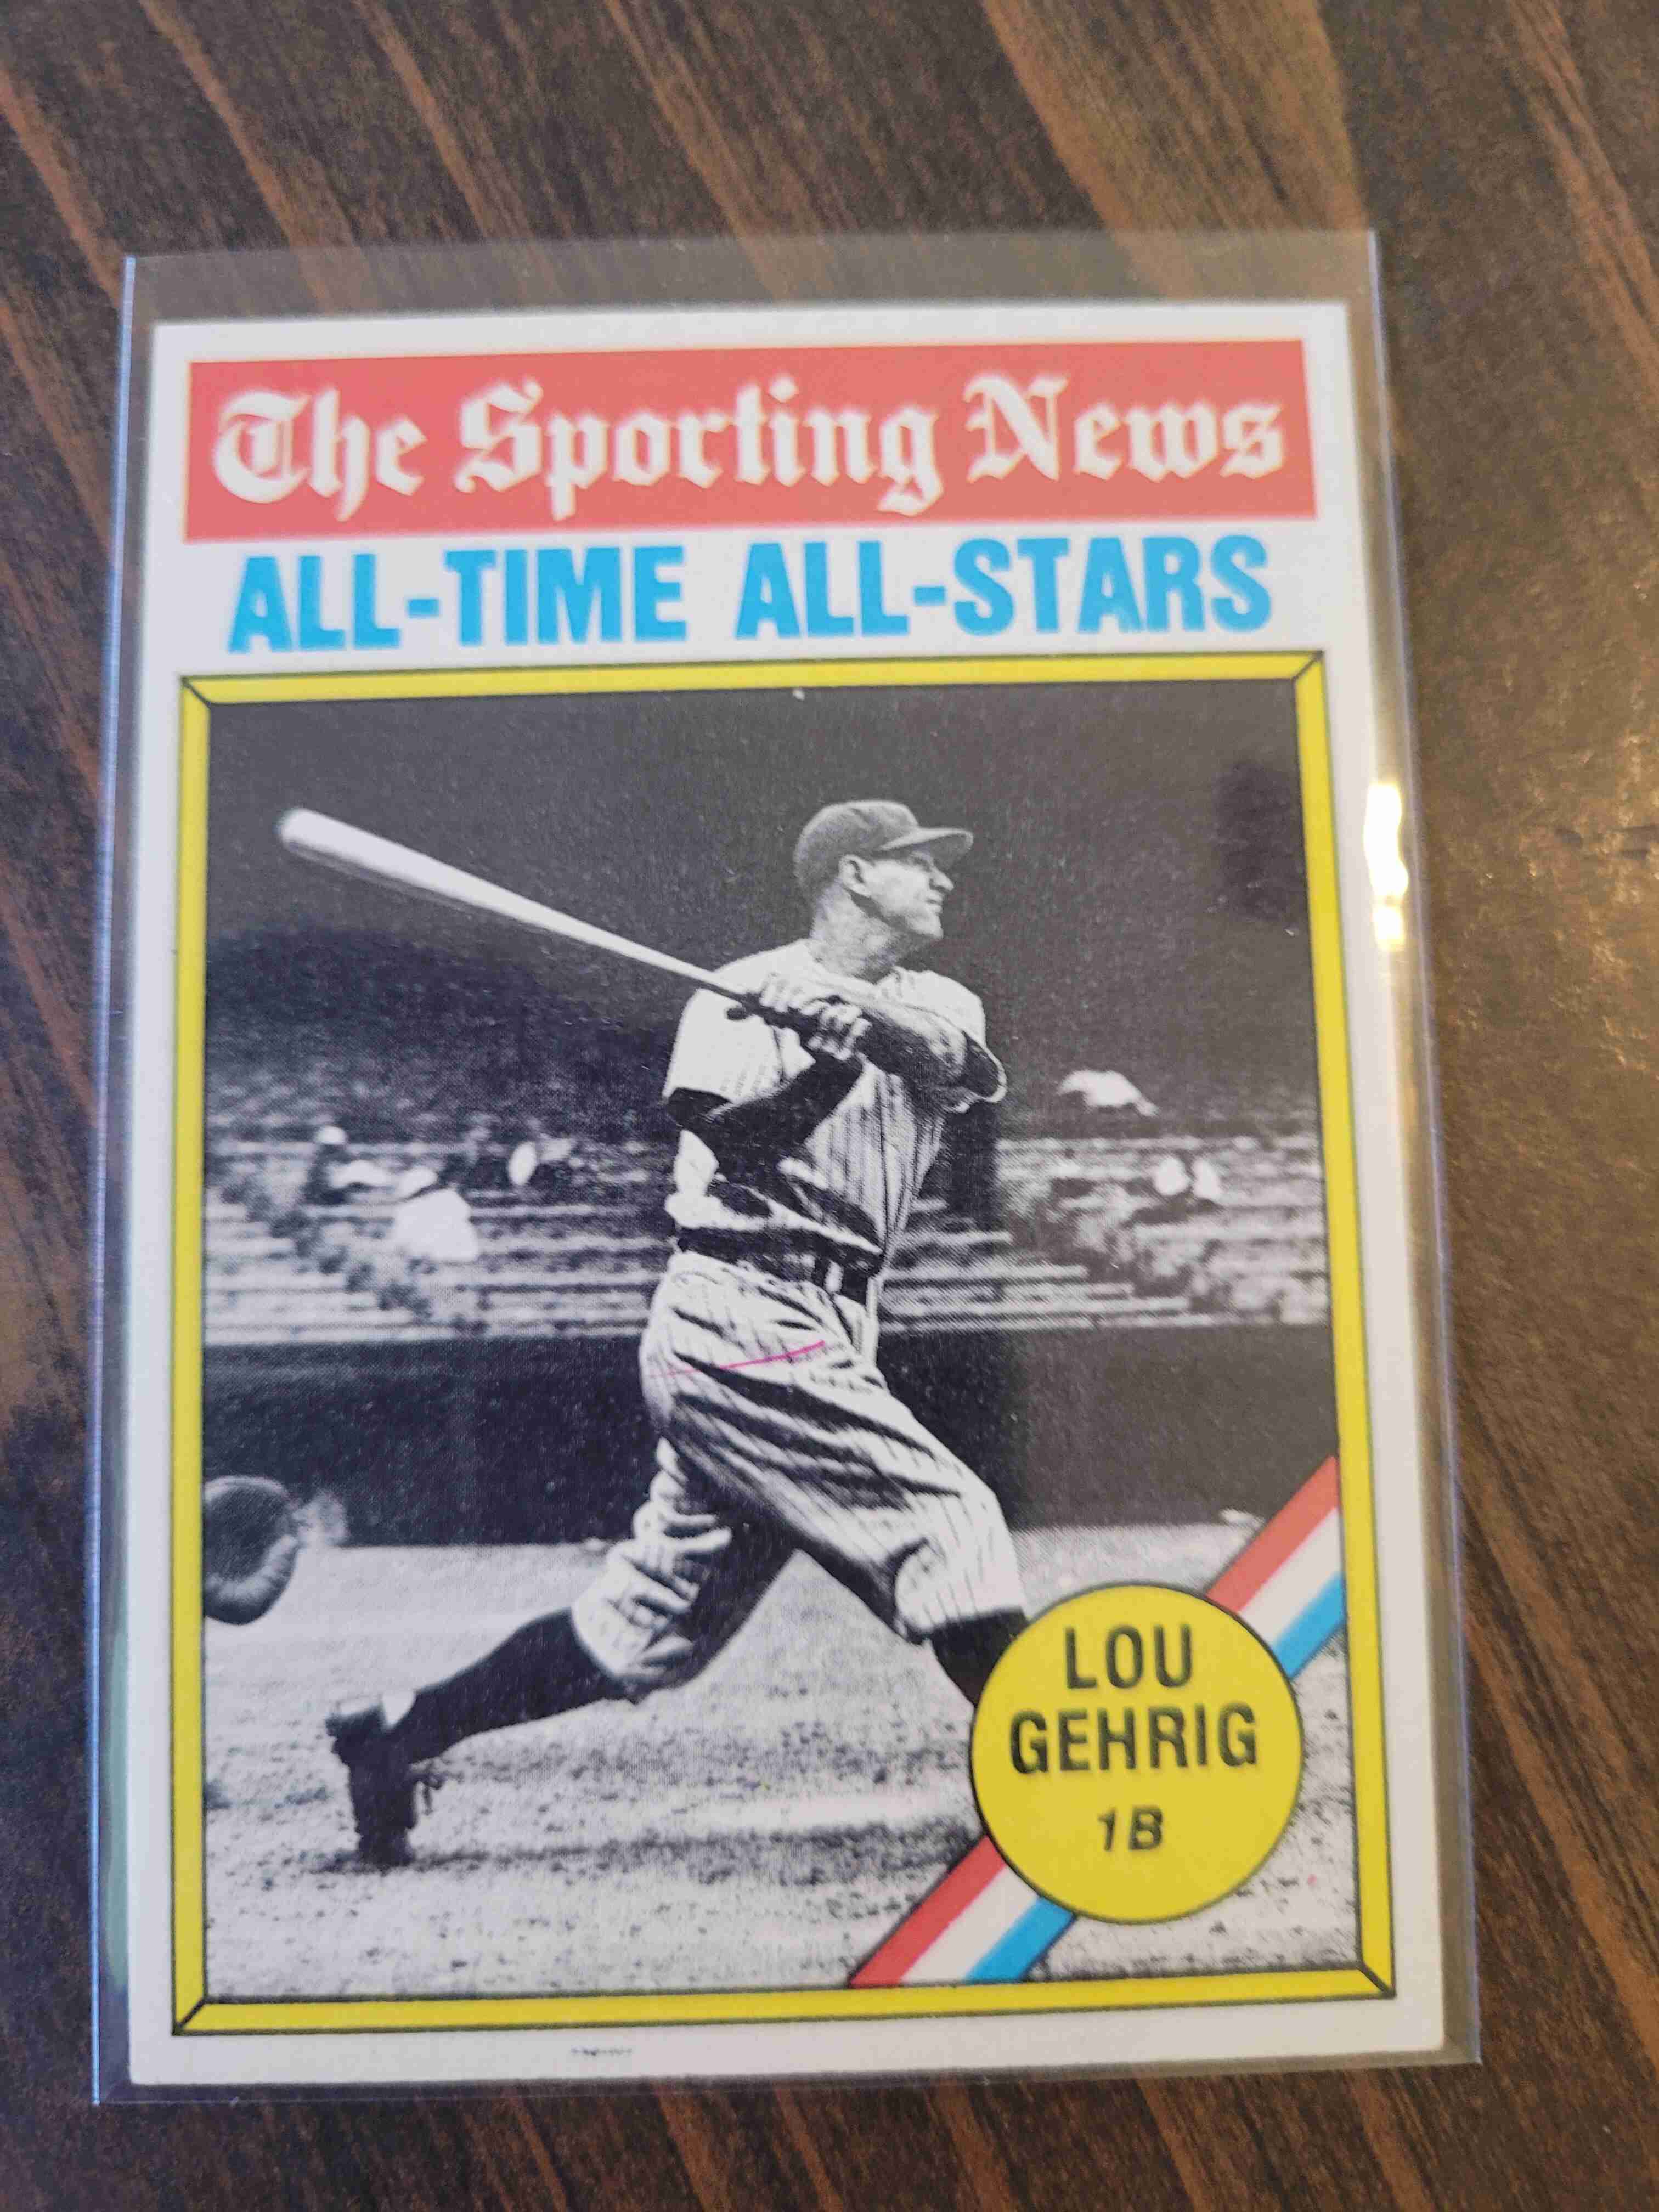 The Sporting News
ALL-TIME ALL-STARS
LOU
GEHRIG
1B